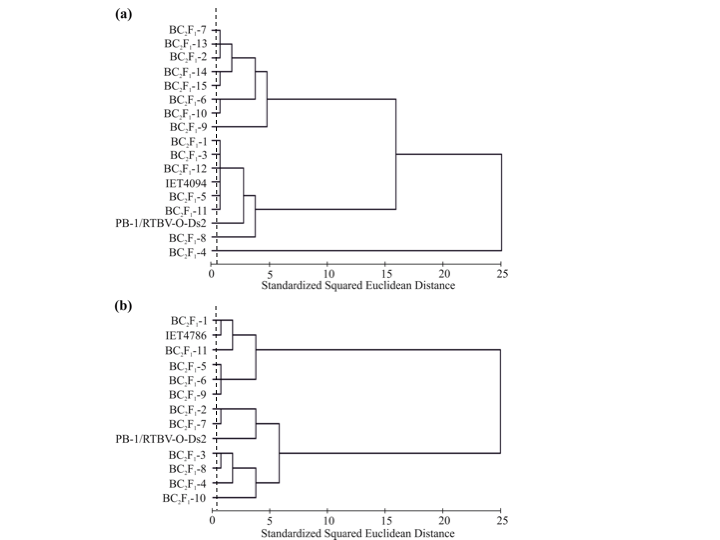 (a)
BC₂F₁-7
BC₂F₁-13
BC₂F₁-2
BC₂F₁-14
BC₂F₁-15
BC₂F₁-6
BC₂F₁-10
BC₂F₁-9
BC₂F₁-1
BC₂F₁-3
BC₂F₁-12
IET4094
BC₂F₁-5
BC₂F₁-11
PB-1/RTBV-O-Ds2
BC₂F₁-8
BC₂F₁-4
0 5 10 15 20 25
Standardized Squared Euclidean Distance
(b)
BC₂F₁-1
IET4786
BC₂F₁-11
BC₂F₁-5
BC₂F₁-6
BC₂F₁-9
BC₂F₁-2
BC₂F₁-7
PB-1/RTBV-O-Ds2
BC₂F₁-3
BC₂F₁-8
BC₂F₁-4
BC₂F₁-10
0 5 10 15 20 25
Standardized Squared Euclidean Distance